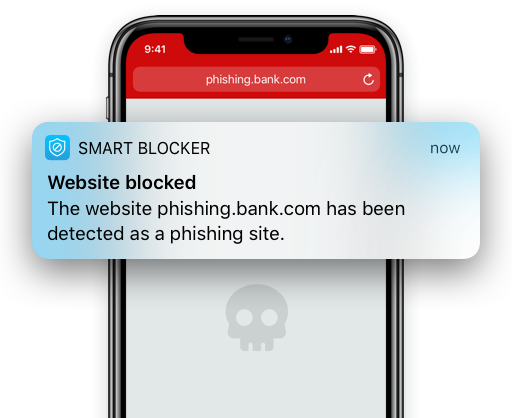 9:41
phishing.bank.com
SMART BLOCKER now
Website blocked
The website phishing.bank.com has been
detected as a phishing site.